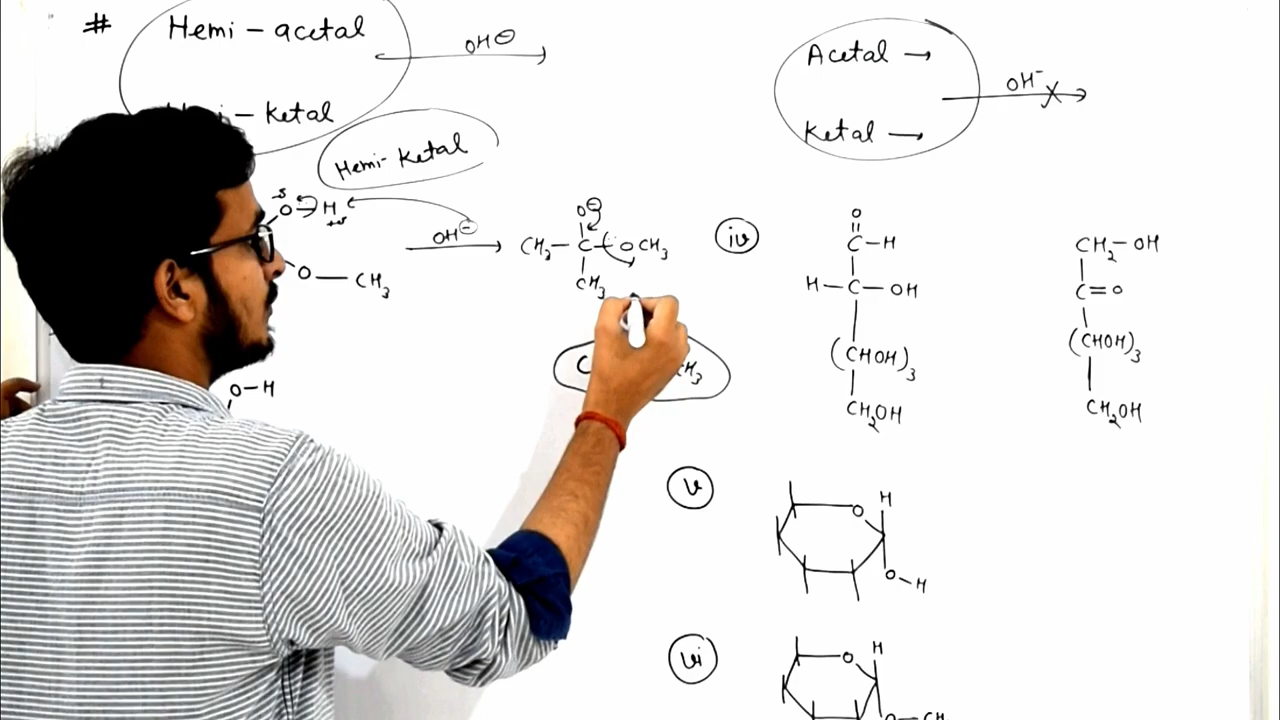 # Hemi-acetal
OH⊖
i-Ketal
Hemi-Ketal
Acetal →
OH⁻
Ketal →
O–H
OH⊖
O–CH₃
O⊖
CH₃–C–OCH₃
CH₃
O–H
C
CH₃
iv
O
C–H
H–C–OH
(CHOH)₃
CH₂OH
CH₂–OH
C=O
(CHOH)₃
CH₂OH
v
O
H
O–H
vi
O
H